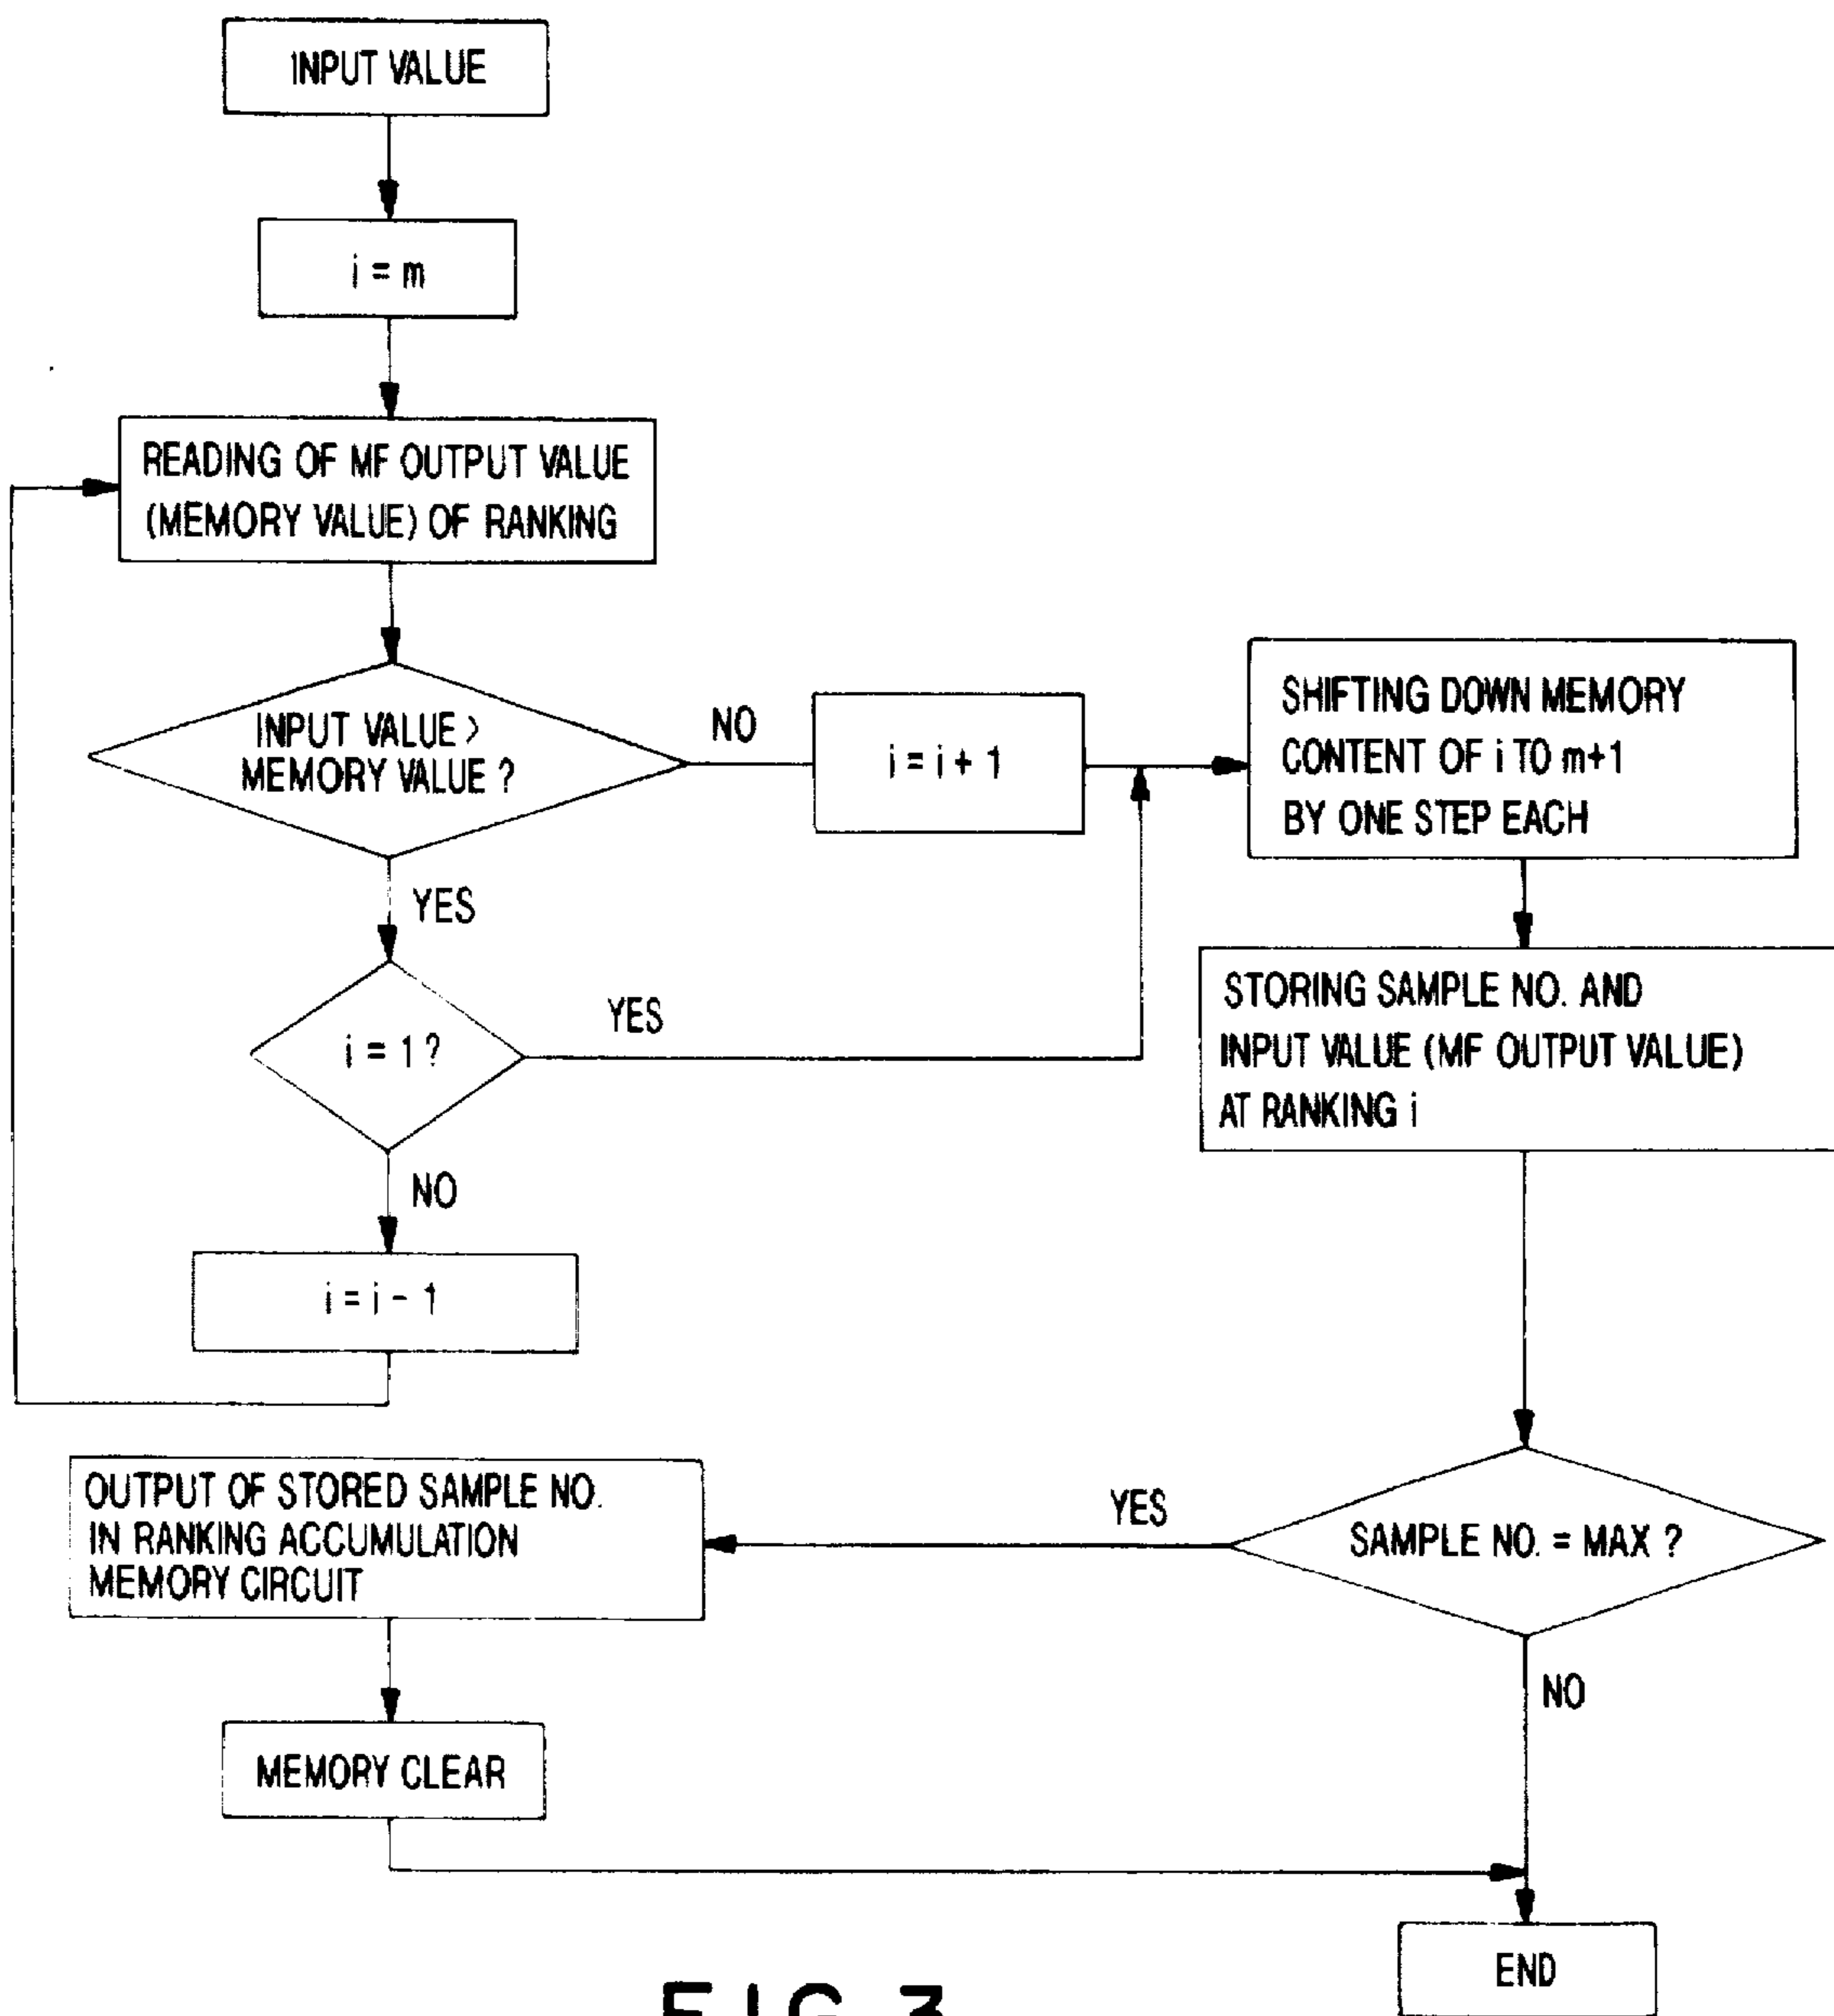 INPUT VALUE
i = m
READING OF MF OUTPUT VALUE
(MEMORY VALUE) OF RANKING
INPUT VALUE >
MEMORY VALUE ?
NO
i = i + 1
SHIFTING DOWN MEMORY
CONTENT OF i TO m+1
BY ONE STEP EACH
YES
i = 1 ?
YES
STORING SAMPLE NO. AND
INPUT VALUE (MF OUTPUT VALUE)
AT RANKING i
NO
i = i - 1
OUTPUT OF STORED SAMPLE NO.
IN RANKING ACCUMULATION
MEMORY CIRCUIT
YES
SAMPLE NO. = MAX ?
NO
MEMORY CLEAR
END
FIG. 3